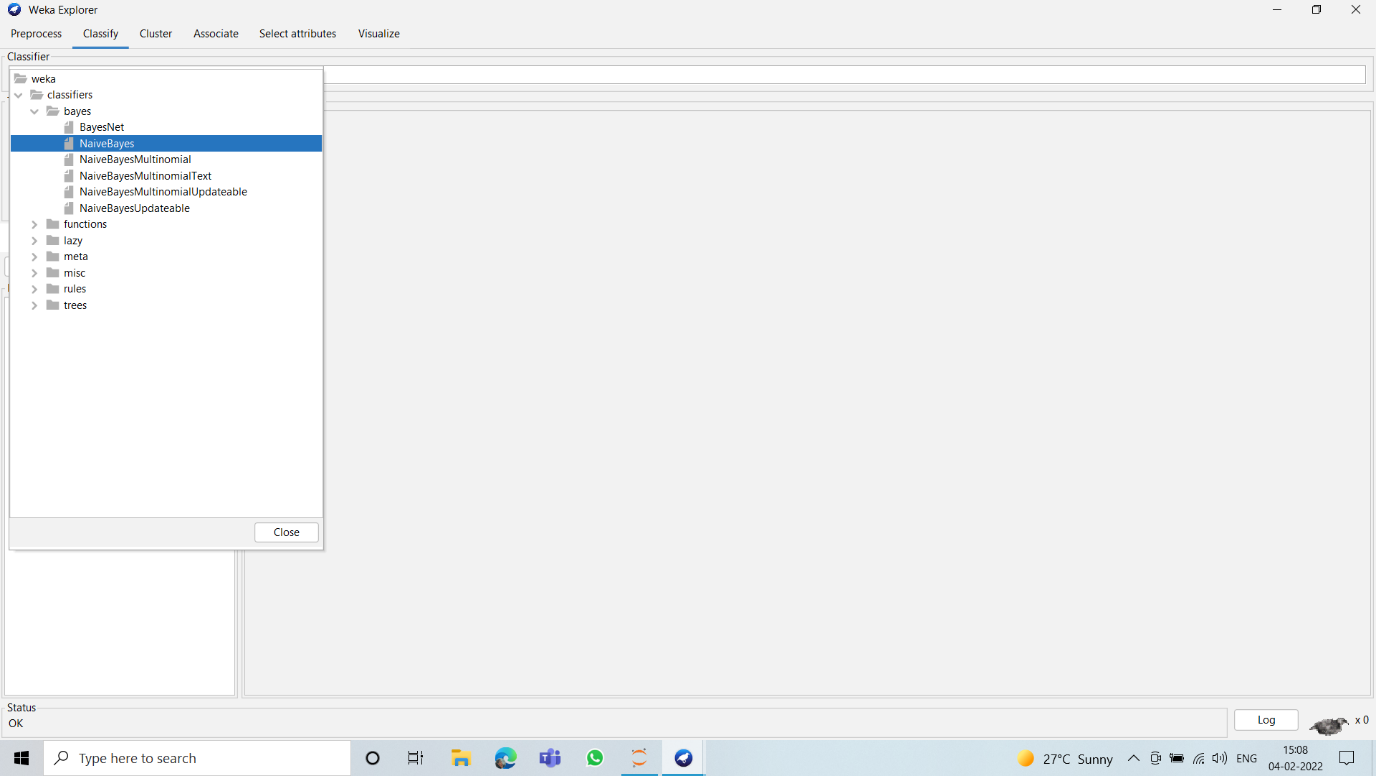 Weka Explorer
Preprocess Classify Cluster Associate Select attributes Visualize
Classifier
weka
classifiers
bayes
BayesNet
NaiveBayes
NaiveBayesMultinomial
NaiveBayesMultinomialText
NaiveBayesMultinomialUpdateable
NaiveBayesUpdateable
functions
lazy
meta
misc
rules
trees
Close
Status
OK
Log
x 0
Type here to search
27°C Sunny
ENG
15:08
04-02-2022